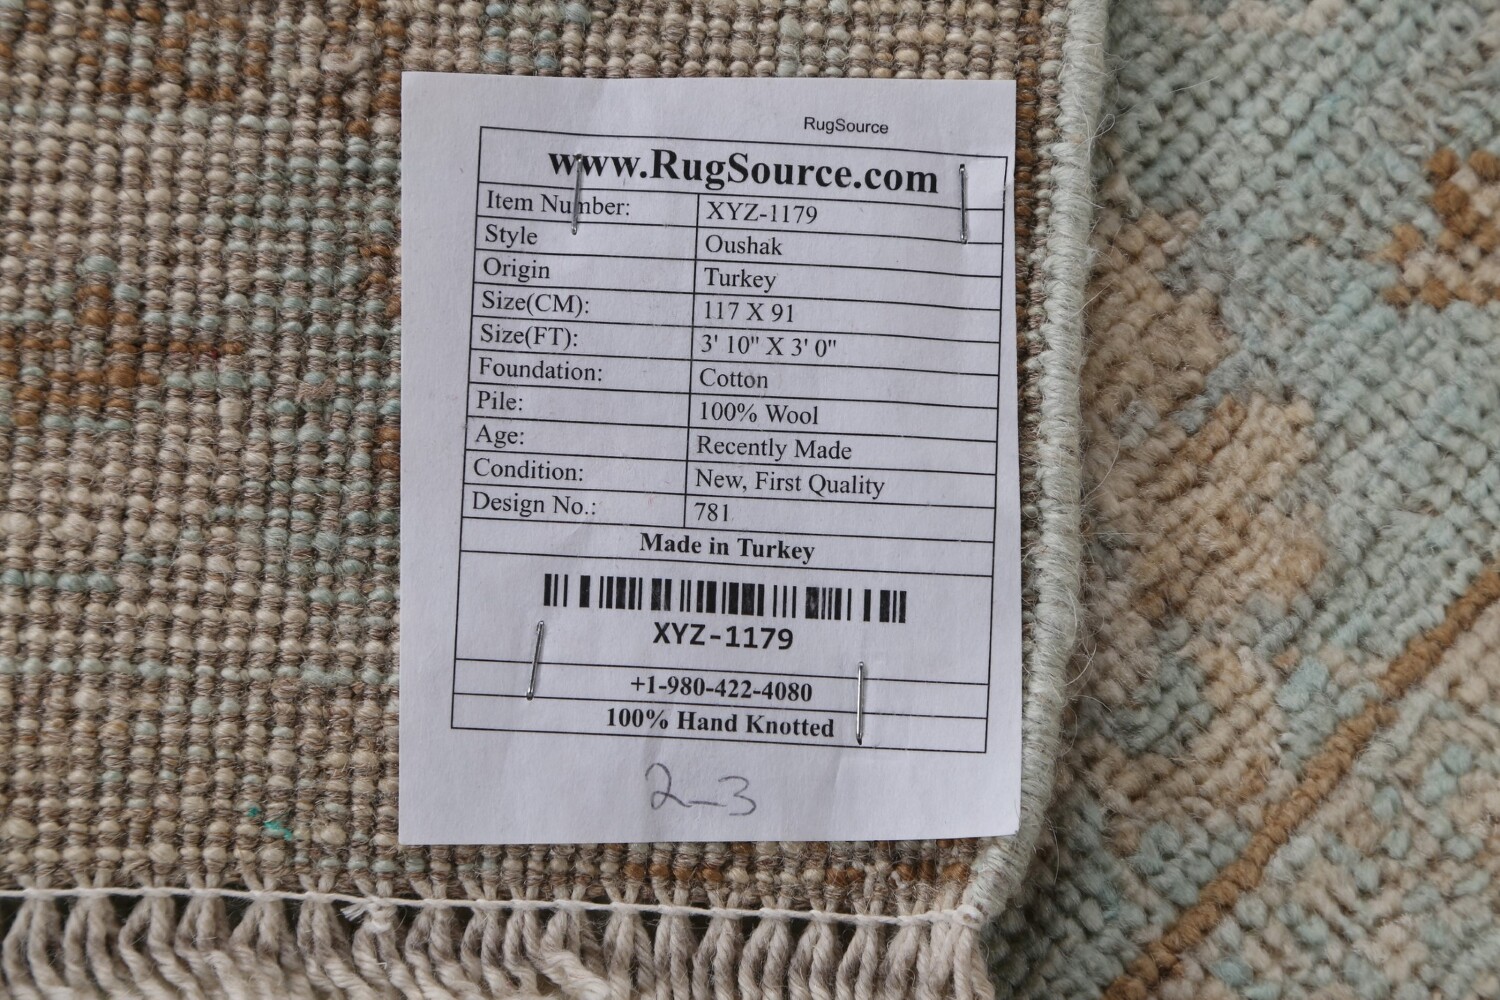 RugSource
www.RugSource.com
Item Number: XYZ-1179
Style Oushak
Origin Turkey
Size(CM): 117 X 91
Size(FT): 3' 10" X 3' 0"
Foundation: Cotton
Pile: 100% Wool
Age: Recently Made
Condition: New, First Quality
Design No.: 781
Made in Turkey
XYZ-1179
+1-980-422-4080
100% Hand Knotted
2-3